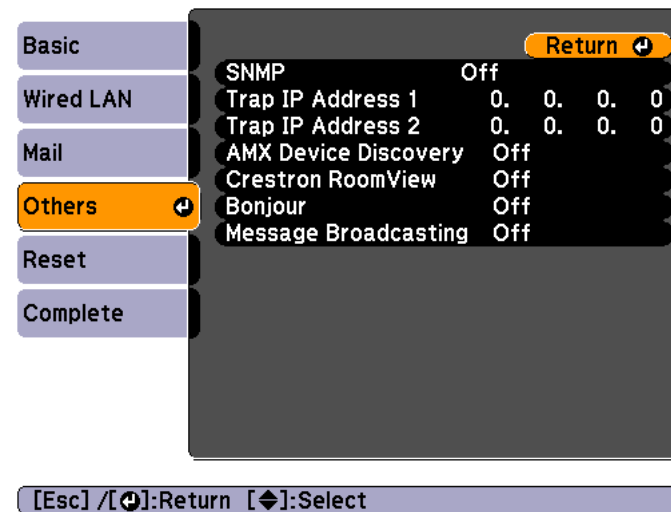 Basic
Wired LAN
Mail
Others
Reset
Complete
Return
SNMP Off
Trap IP Address 1 0. 0. 0. 0
Trap IP Address 2 0. 0. 0. 0
AMX Device Discovery Off
Crestron RoomView Off
Bonjour Off
Message Broadcasting Off
[Esc] /[⏎]:Return [◆]:Select